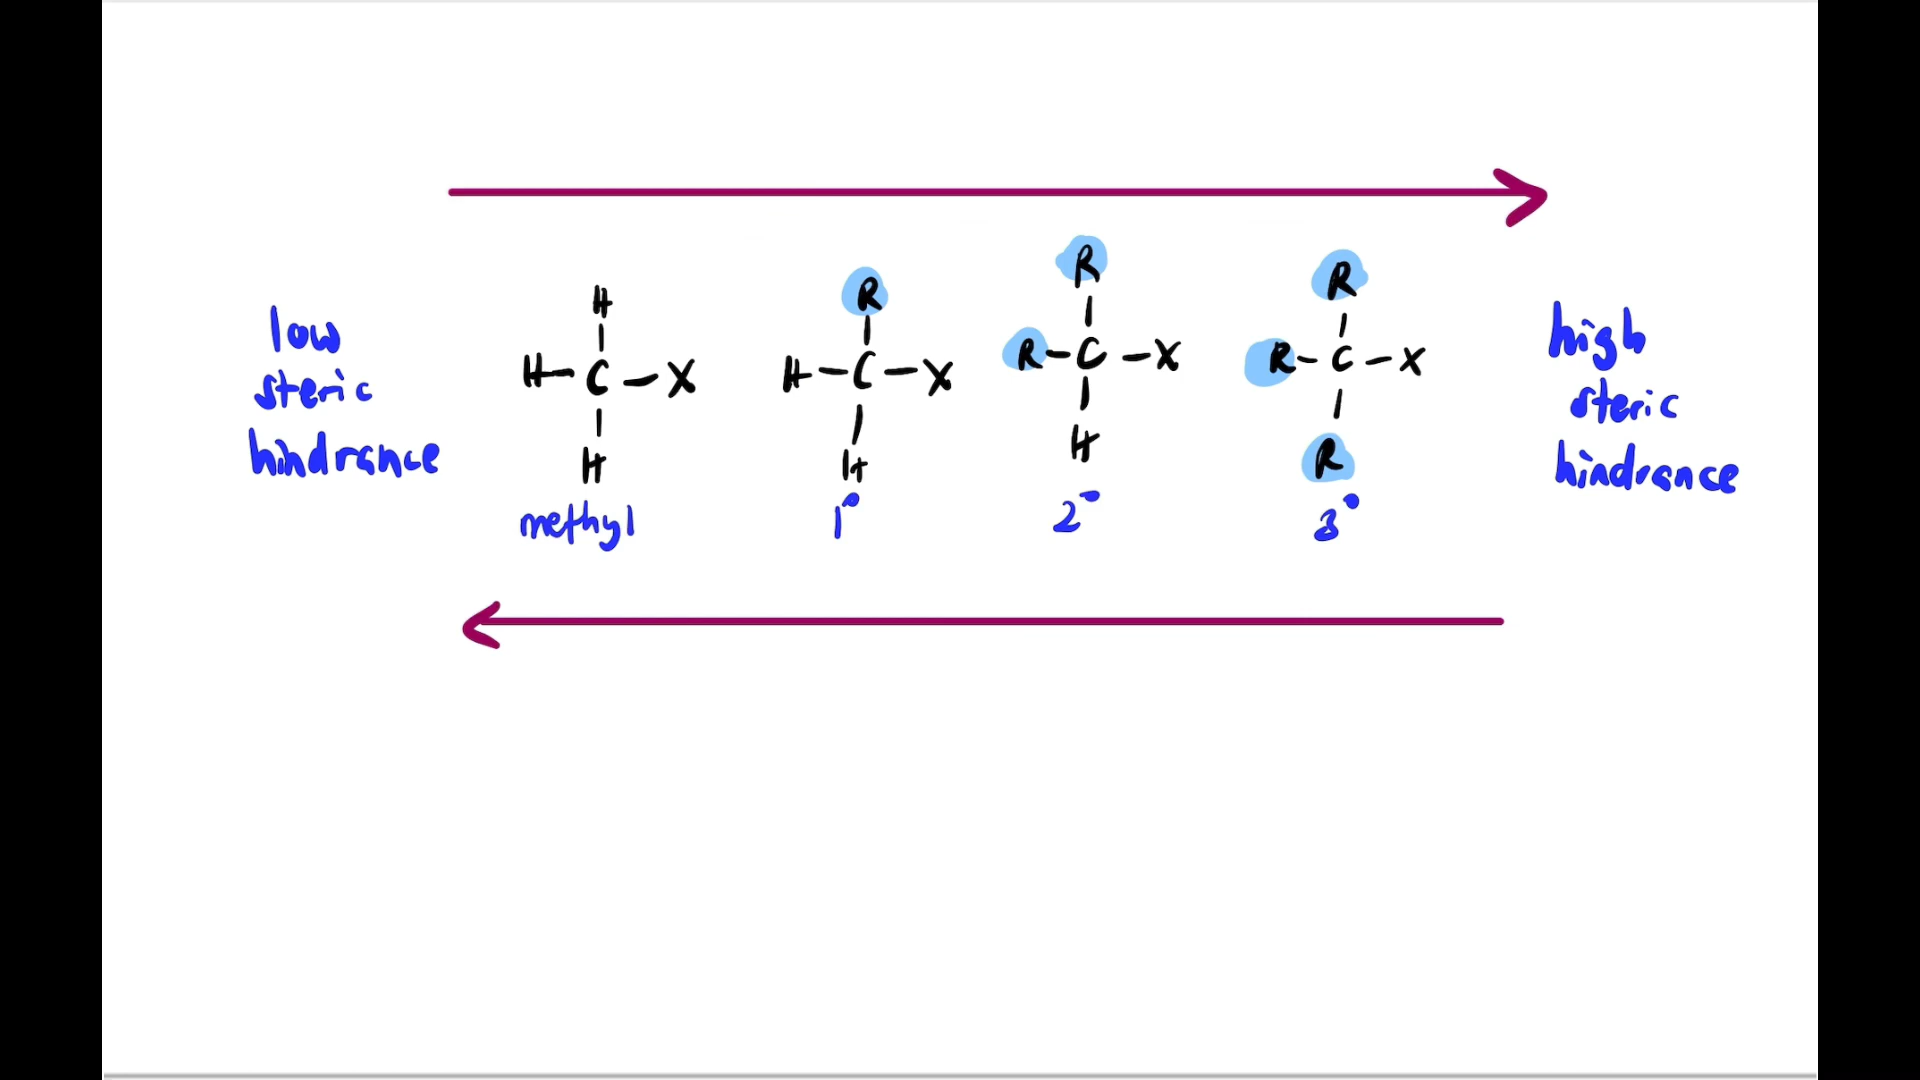 low
steric
hindrance
H
H-C-X
H
methyl
R
H-C-X
H
1°
R
R-C-X
H
2°
R
R-C-X
R
3°
high
steric
hindrance